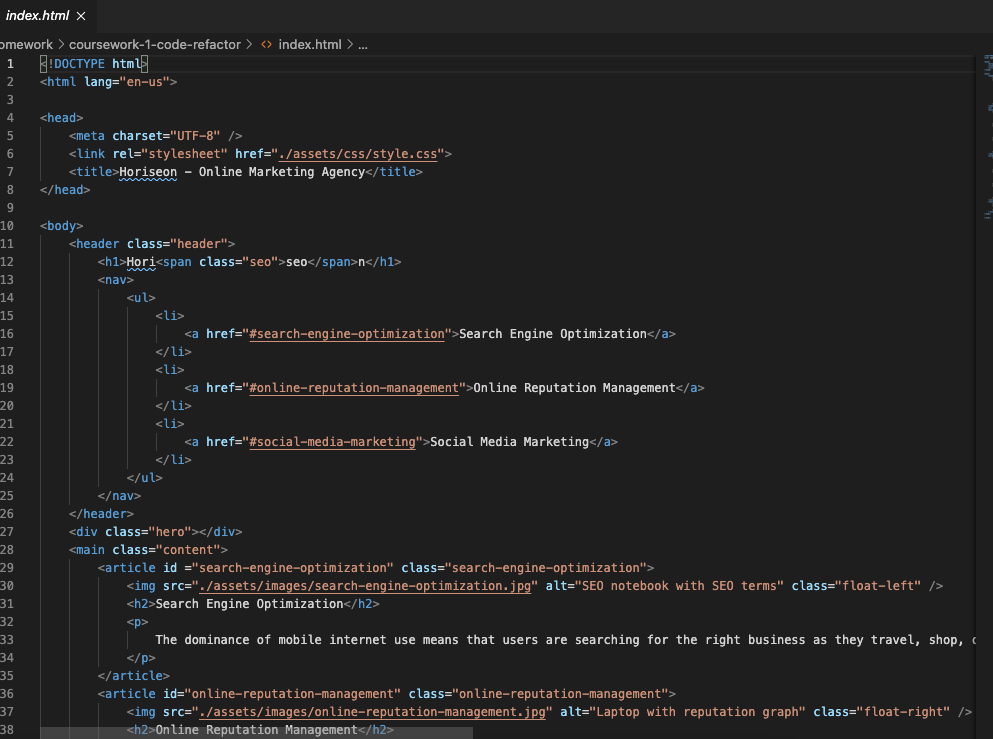 index.html ×
omework > coursework-1-code-refactor > <> index.html > ...
1 <!DOCTYPE html>
2 <html lang="en-us">
3
4 <head>
5     <meta charset="UTF-8" />
6     <link rel="stylesheet" href="./assets/css/style.css">
7     <title>Horiseon - Online Marketing Agency</title>
8 </head>
9
10 <body>
11     <header class="header">
12         <h1>Hori<span class="seo">seo</span>n</h1>
13         <nav>
14             <ul>
15                 <li>
16                     <a href="#search-engine-optimization">Search Engine Optimization</a>
17                 </li>
18                 <li>
19                     <a href="#online-reputation-management">Online Reputation Management</a>
20                 </li>
21                 <li>
22                     <a href="#social-media-marketing">Social Media Marketing</a>
23                 </li>
24             </ul>
25         </nav>
26     </header>
27     <div class="hero"></div>
28     <main class="content">
29         <article id ="search-engine-optimization" class="search-engine-optimization">
30             <img src="./assets/images/search-engine-optimization.jpg" alt="SEO notebook with SEO terms" class="float-left" />
31             <h2>Search Engine Optimization</h2>
32             <p>
33                 The dominance of mobile internet use means that users are searching for the right business as they travel, shop,
34             </p>
35         </article>
36         <article id="online-reputation-management" class="online-reputation-management">
37             <img src="./assets/images/online-reputation-management.jpg" alt="Laptop with reputation graph" class="float-right" />
38             <h2>Online Reputation Management</h2>